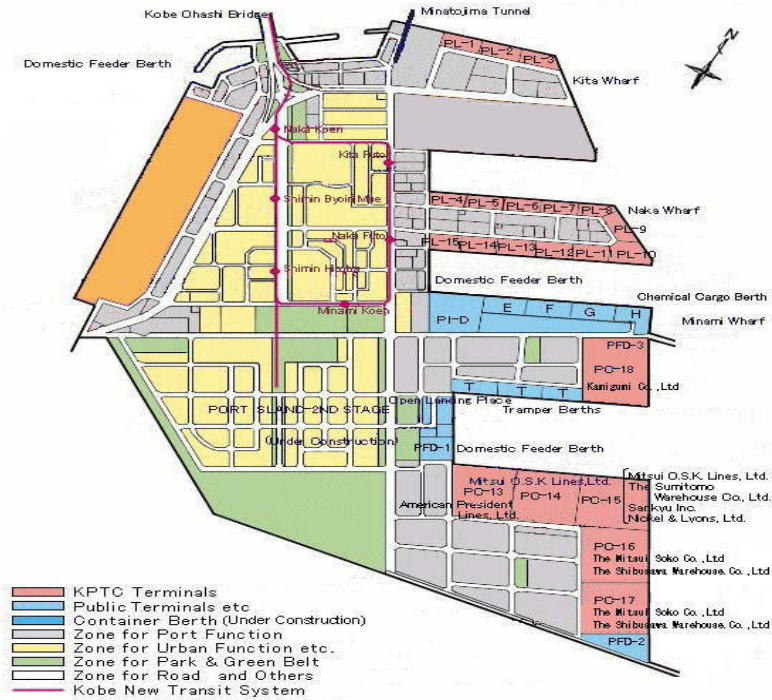 Kobe Ohashi Bridge
Minatojima Tunnel
N
PL-1
PL-2
PL-3
Domestic Feeder Berth
Kita Wharf
Naka Koen
Kita Futo
Shimin Byoin Mae
PL-4
PL-5
PL-6
PL-7
PL-8
Naka Wharf
PL-9
Naka Futo
PL-15
PL-14
PL-13
PL-12
PL-11
PL-10
Shimin Hiroba
Domestic Feeder Berth
Chemical Cargo Berth
Minami Koen
PI-D
E
F
G
H
Minami Wharf
PFD-3
PC-18
Kamigumi Co.,Ltd
T
T
T
T
Open Landing Place
Tramper Berths
PORT ISLAND-2ND STAGE
(Under Construction)
PFD-1
Domestic Feeder Berth
Mitsui O.S.K Lines,Ltd.
PC-13
PC-14
PC-15
Mitsui O.S.K. Lines, Ltd.
The Sumitomo
Warehouse Co., Ltd.
Sankyu Inc.
Nickel & Lyons, Ltd.
American President
Lines, Ltd.
PC-16
The Mitsui Soko Co.,Ltd
The Shibusawa Warehouse.Co.,Ltd
PC-17
The Mitsui Soko Co.,Ltd
The Shibusawa Warehouse.Co.,Ltd
PFD-2
KPTC Terminals
Public Terminals etc
Container Berth (Under Construction)
Zone for Port Function
Zone for Urban Function etc.
Zone for Park & Green Belt
Zone for Road and Others
Kobe New Transit System